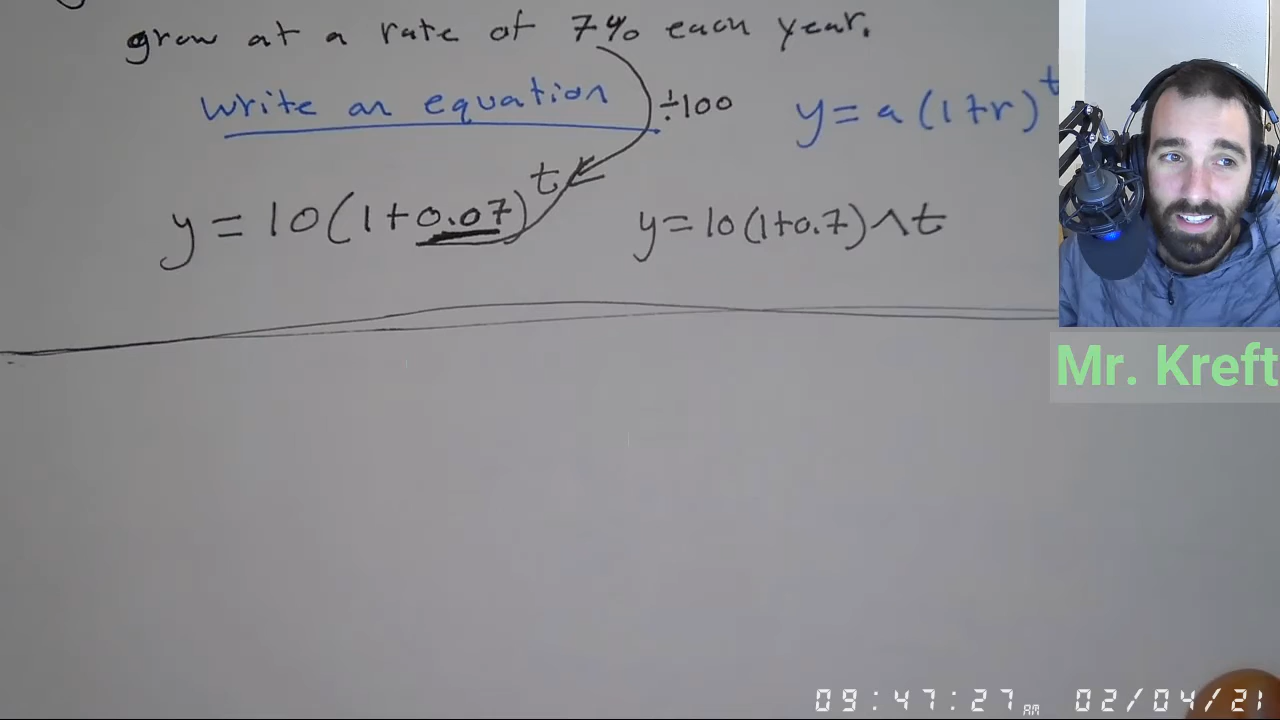 grow at a rate of 7% each year.
write an equation
÷100
y=a(1+r)^t
y=10(1+0.07)^t
y=10(1+0.7)^t
Mr. Kreft
09:47:27 AM 02/04/21